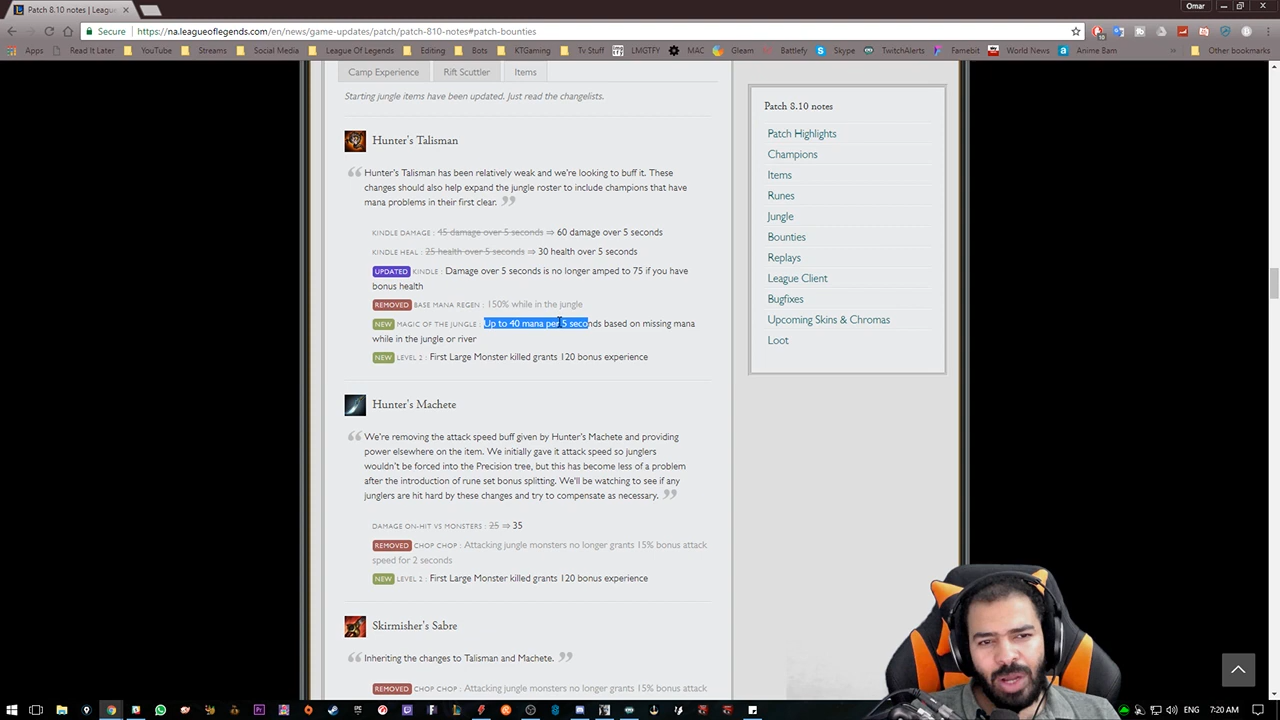 Patch 8.10 notes | Leagu
Omar
Secure
https://na.leagueoflegends.com/en/news/game-updates/patch/patch-810-notes#patch-bounties
Apps
Read It Later
YouTube
Streams
Social Media
League Of Legends
Editing
Bots
KTGaming
Tv Stuff
LMGTFY
MAC
Gleam
Battlefy
Skype
TwitchAlerts
Famebit
World News
Anime Bam
»
Other bookmarks
Camp Experience
Rift Scuttler
Items
Starting jungle items have been updated. Just read the changelists.
Hunter's Talisman
Hunter's Talisman has been relatively weak and we're looking to buff it. These
changes should also help expand the jungle roster to include champions that have
mana problems in their first clear.
KINDLE DAMAGE : 45 damage over 5 seconds ⇒ 60 damage over 5 seconds
KINDLE HEAL : 25 health over 5 seconds ⇒ 30 health over 5 seconds
UPDATED KINDLE : Damage over 5 seconds is no longer amped to 75 if you have
bonus health
REMOVED BASE MANA REGEN : 150% while in the jungle
NEW MAGIC OF THE JUNGLE : Up to 40 mana per 5 seconds based on missing mana
while in the jungle or river
NEW LEVEL 2 : First Large Monster killed grants 120 bonus experience
Hunter's Machete
We're removing the attack speed buff given by Hunter's Machete and providing
power elsewhere on the item. We initially gave it attack speed so junglers
wouldn't be forced into the Precision tree, but this has become less of a problem
after the introduction of rune set bonus splitting. We'll be watching to see if any
junglers are hit hard by these changes and try to compensate as necessary.
DAMAGE ON-HIT VS MONSTERS : 25 ⇒ 35
REMOVED CHOP CHOP : Attacking jungle monsters no longer grants 15% bonus attack
speed for 2 seconds
NEW LEVEL 2 : First Large Monster killed grants 120 bonus experience
Skirmisher's Sabre
Inheriting the changes to Talisman and Machete.
REMOVED CHOP CHOP : Attacking jungle monsters no longer grants 15% bonus attack
Patch 8.10 notes
Patch Highlights
Champions
Items
Runes
Jungle
Bounties
Replays
League Client
Bugfixes
Upcoming Skins & Chromas
Loot
7:20 AM